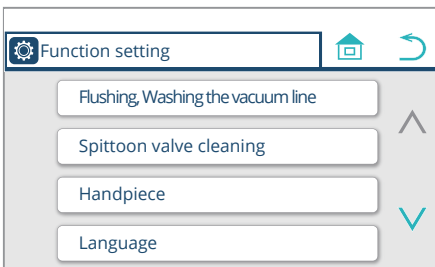 Function setting
Flushing, Washing the vacuum line
Spittoon valve cleaning
Handpiece
Language